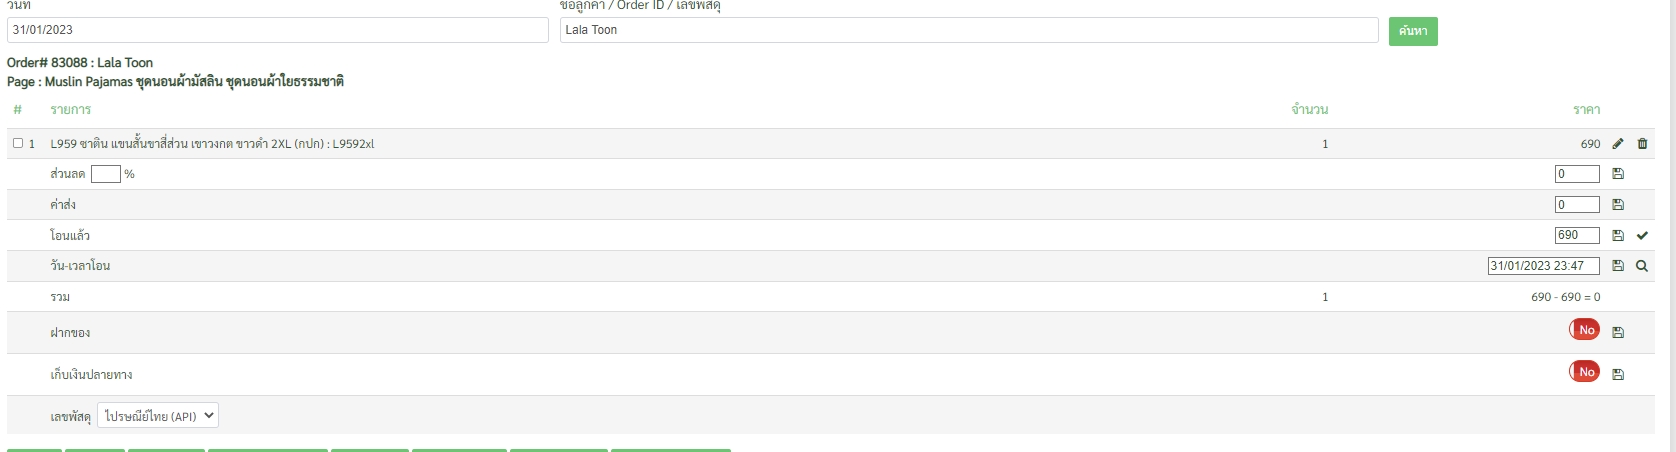 วันที่ ชื่อลูกค้า / Order ID / เลขพัสดุ
31/01/2023 Lala Toon ค้นหา
Order# 83088 : Lala Toon
Page : Muslin Pajamas ชุดนอนผ้ามัสลิน ชุดนอนผ้าใยธรรมชาติ
# รายการ จำนวน ราคา
1 L959 ซาติน แขนสั้นขาสี่ส่วน เขาวงกต ขาวดำ 2XL (กปก) : L9592xl 1 690
ส่วนลด % 0
ค่าส่ง 0
โอนแล้ว 690
วัน-เวลาโอน 31/01/2023 23:47
รวม 1 690 - 690 = 0
ฝากของ No
เก็บเงินปลายทาง No
เลขพัสดุ ไปรษณีย์ไทย (API)